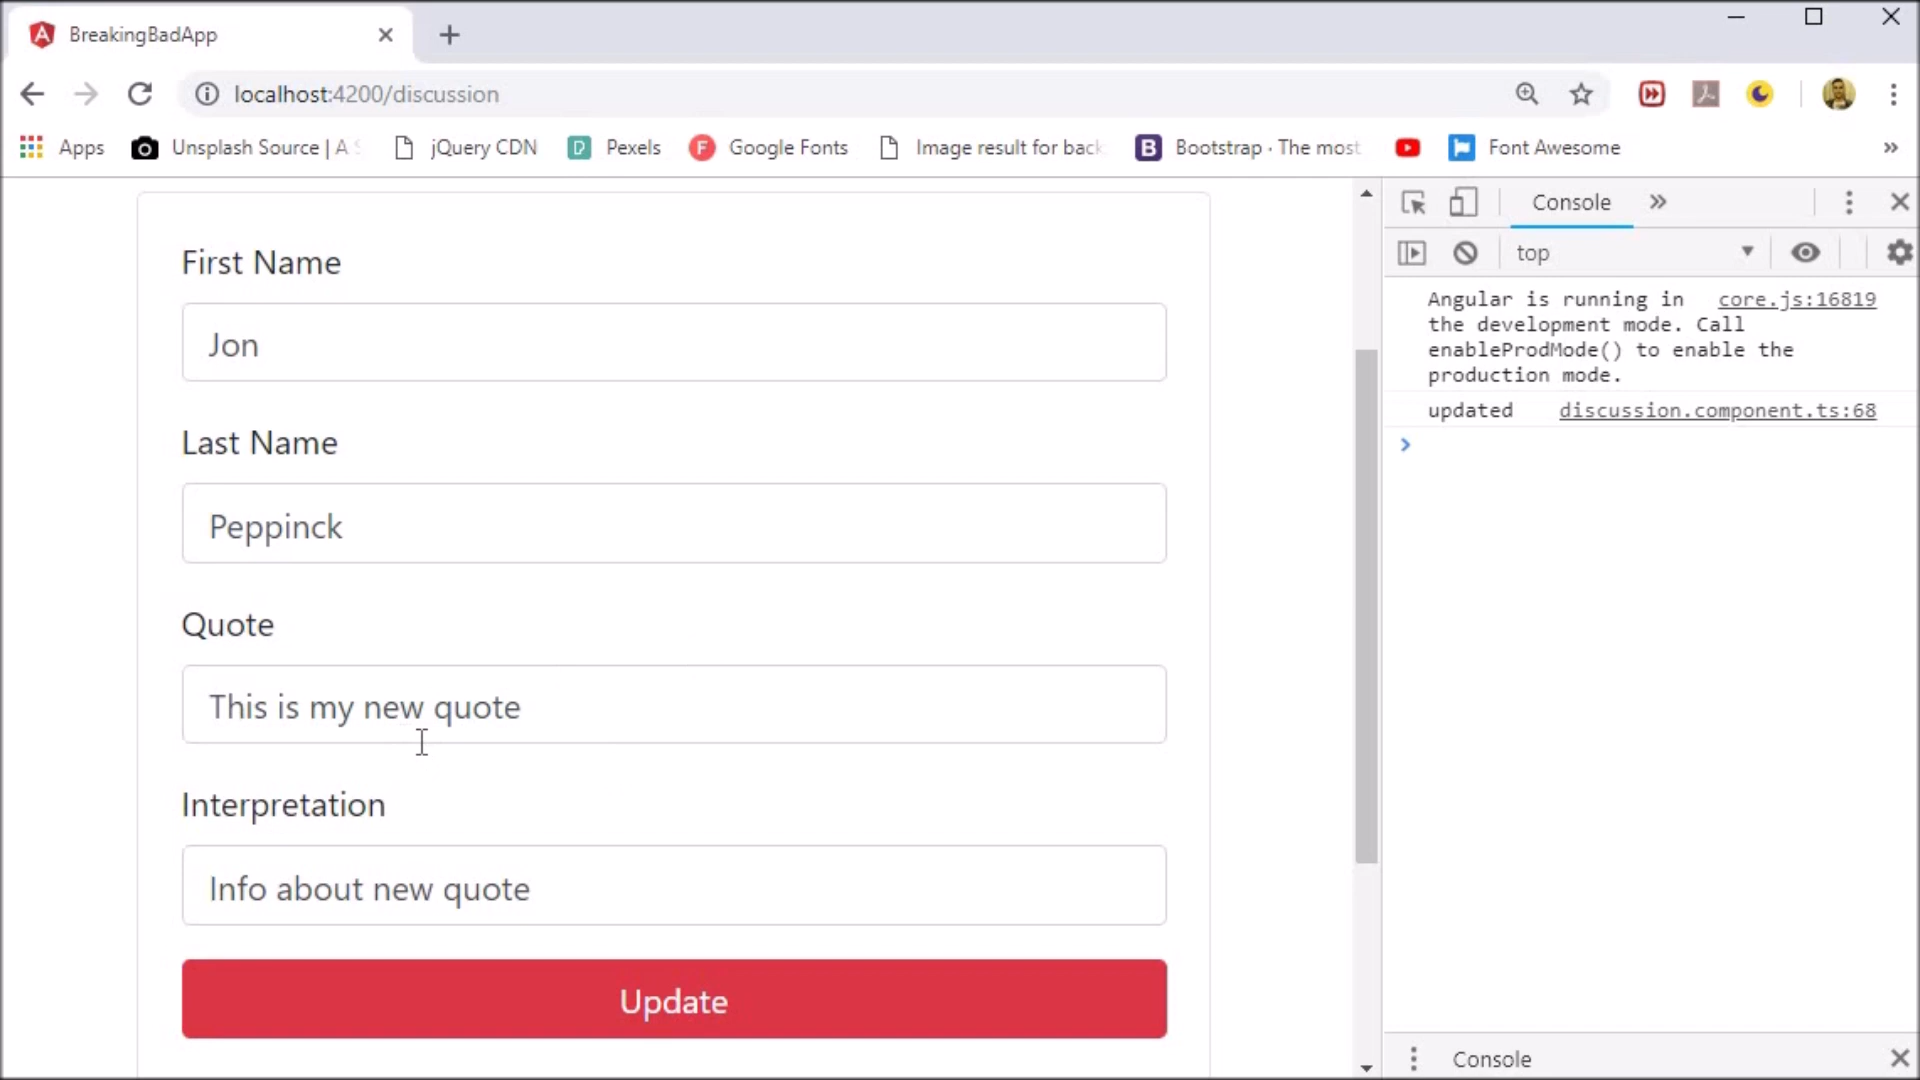 BreakingBadApp
localhost:4200/discussion
Apps Unsplash Source | A S jQuery CDN Pexels Google Fonts Image result for back Bootstrap · The most Font Awesome
Console
top
First Name
Jon
Last Name
Peppinck
Quote
This is my new quote
Interpretation
Info about new quote
Update
Angular is running in core.js:16819
the development mode. Call
enableProdMode() to enable the
production mode.
updated discussion.component.ts:68
Console